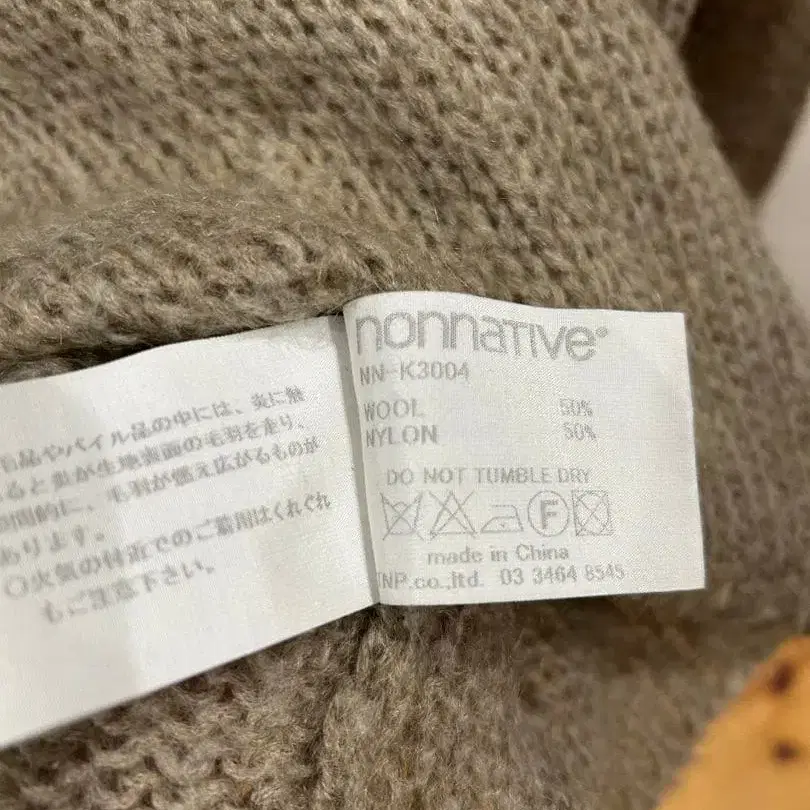 品やパイル品の中には、炎に触
ると炎が生地表面の毛羽を走り、
間的に、毛羽が燃え広がるものが
あります。
〇火気の付近でのご着用はくれぐれ
もご注意下さい。
nonnative®
NN-K3004
WOOL 50%
NYLON 50%
DO NOT TUMBLE DRY
F
made in China
TNP.co.,ltd. 03 3464 8545